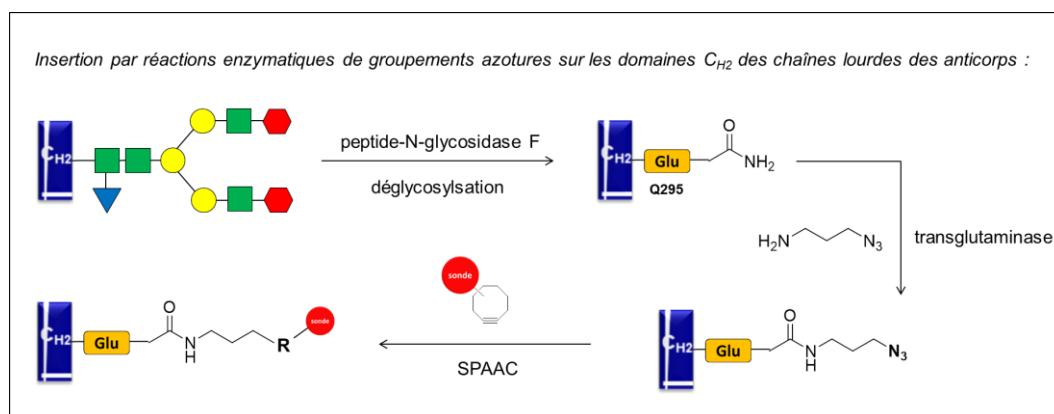 Insertion par réactions enzymatiques de groupements azotures sur les domaines CH2 des chaînes lourdes des anticorps :
CH2
peptide-N-glycosidase F
déglycosylsation
CH2
Glu
Q295
O
NH2
H2N
N3
transglutaminase
CH2
Glu
O
N
H
R
sonde
sonde
SPAAC
CH2
Glu
O
N
H
N3